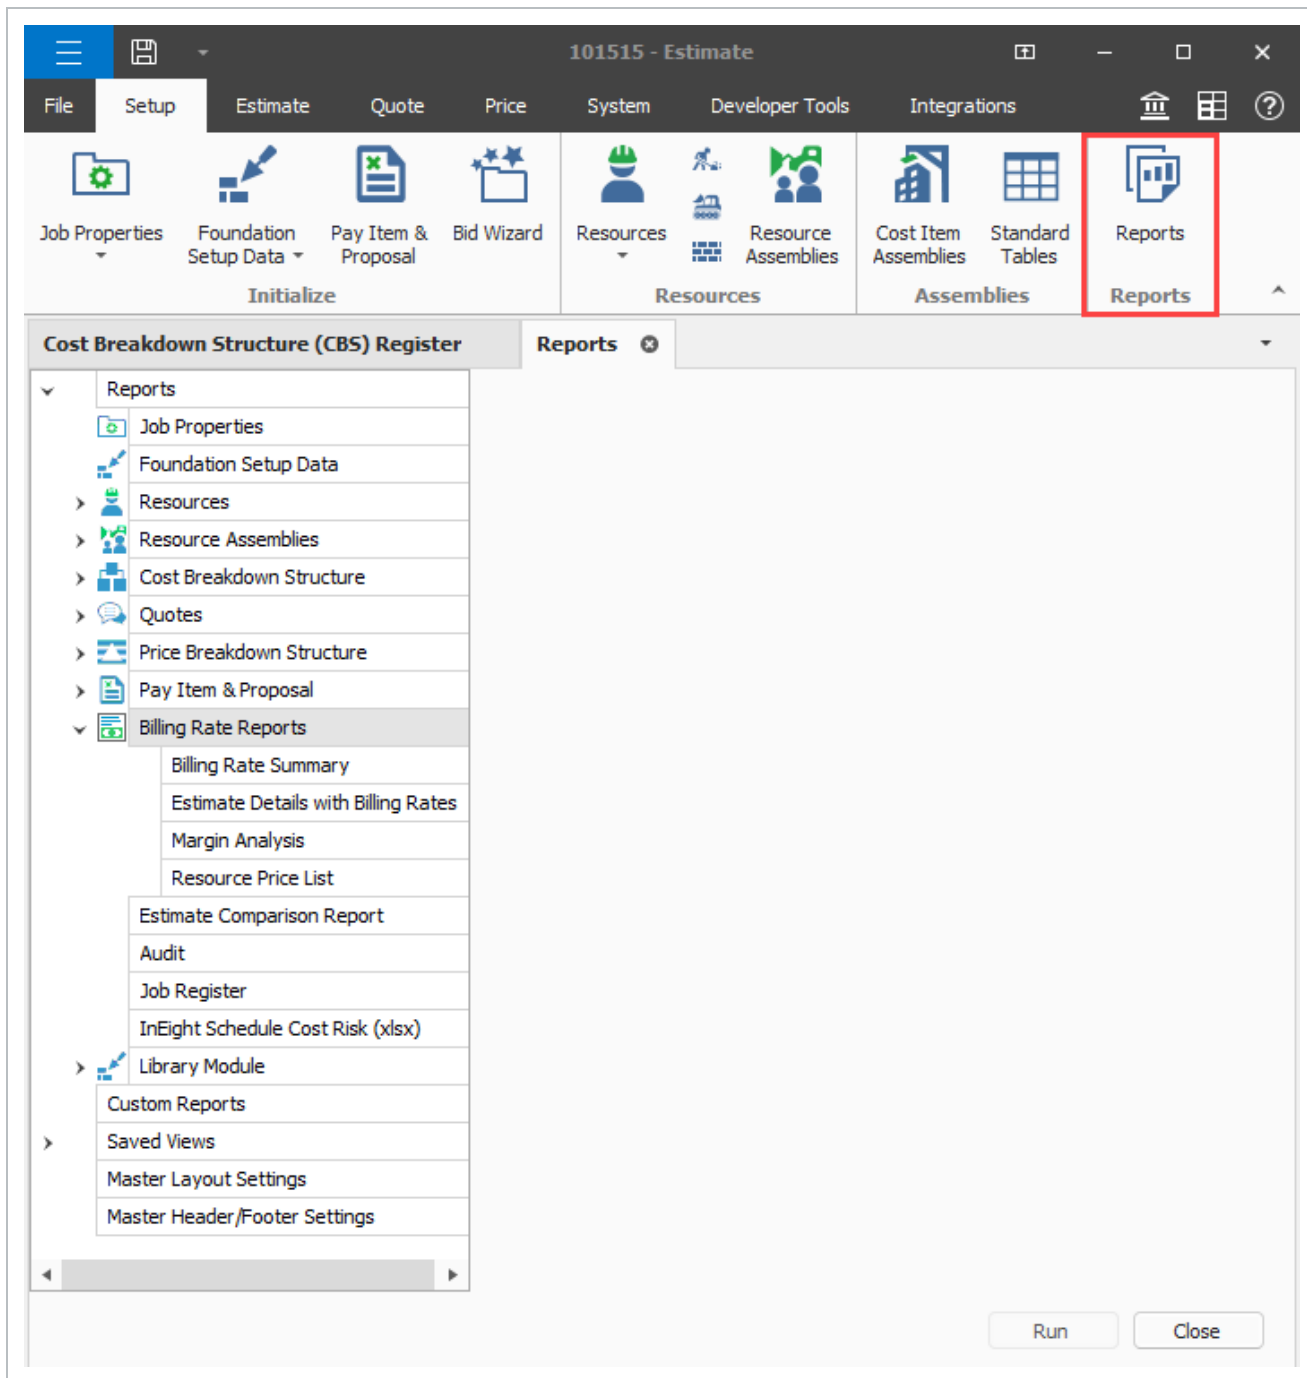 101515 - Estimate
File Setup Estimate Quote Price System Developer Tools Integrations
Job Properties
Foundation Setup Data
Pay Item & Proposal
Bid Wizard
Resources
Resource Assemblies
Cost Item Assemblies
Standard Tables
Reports
Initialize Resources Assemblies Reports
Cost Breakdown Structure (CBS) Register Reports
Reports
Job Properties
Foundation Setup Data
Resources
Resource Assemblies
Cost Breakdown Structure
Quotes
Price Breakdown Structure
Pay Item & Proposal
Billing Rate Reports
Billing Rate Summary
Estimate Details with Billing Rates
Margin Analysis
Resource Price List
Estimate Comparison Report
Audit
Job Register
InEight Schedule Cost Risk (xlsx)
Library Module
Custom Reports
Saved Views
Master Layout Settings
Master Header/Footer Settings
Run Close